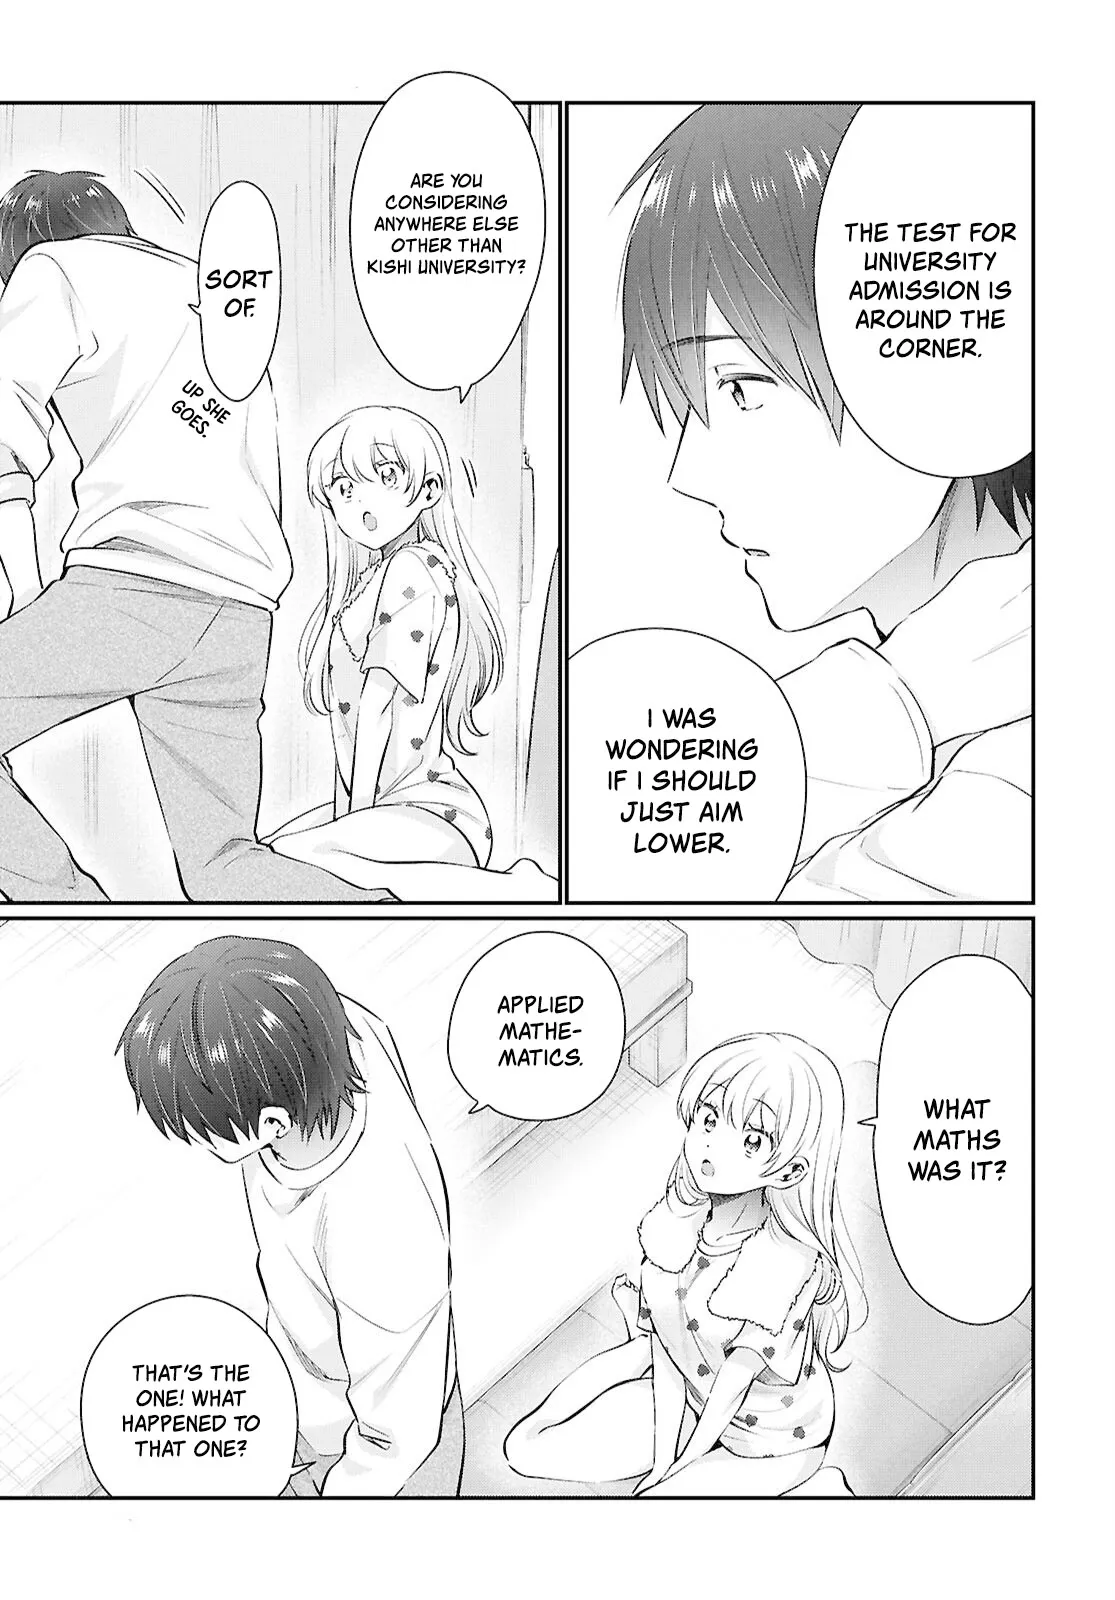 THE TEST FOR
UNIVERSITY
ADMISSION IS
AROUND THE
CORNER.
I WAS
WONDERING
IF I SHOULD
JUST AIM
LOWER.
ARE YOU
CONSIDERING
ANYWHERE ELSE
OTHER THAN
KISHI UNIVERSITY?
SORT
OF.
UP SHE
GOES.
WHAT
MATHS
WAS IT?
APPLIED
MATHE-
MATICS.
THAT'S THE
ONE! WHAT
HAPPENED TO
THAT ONE?